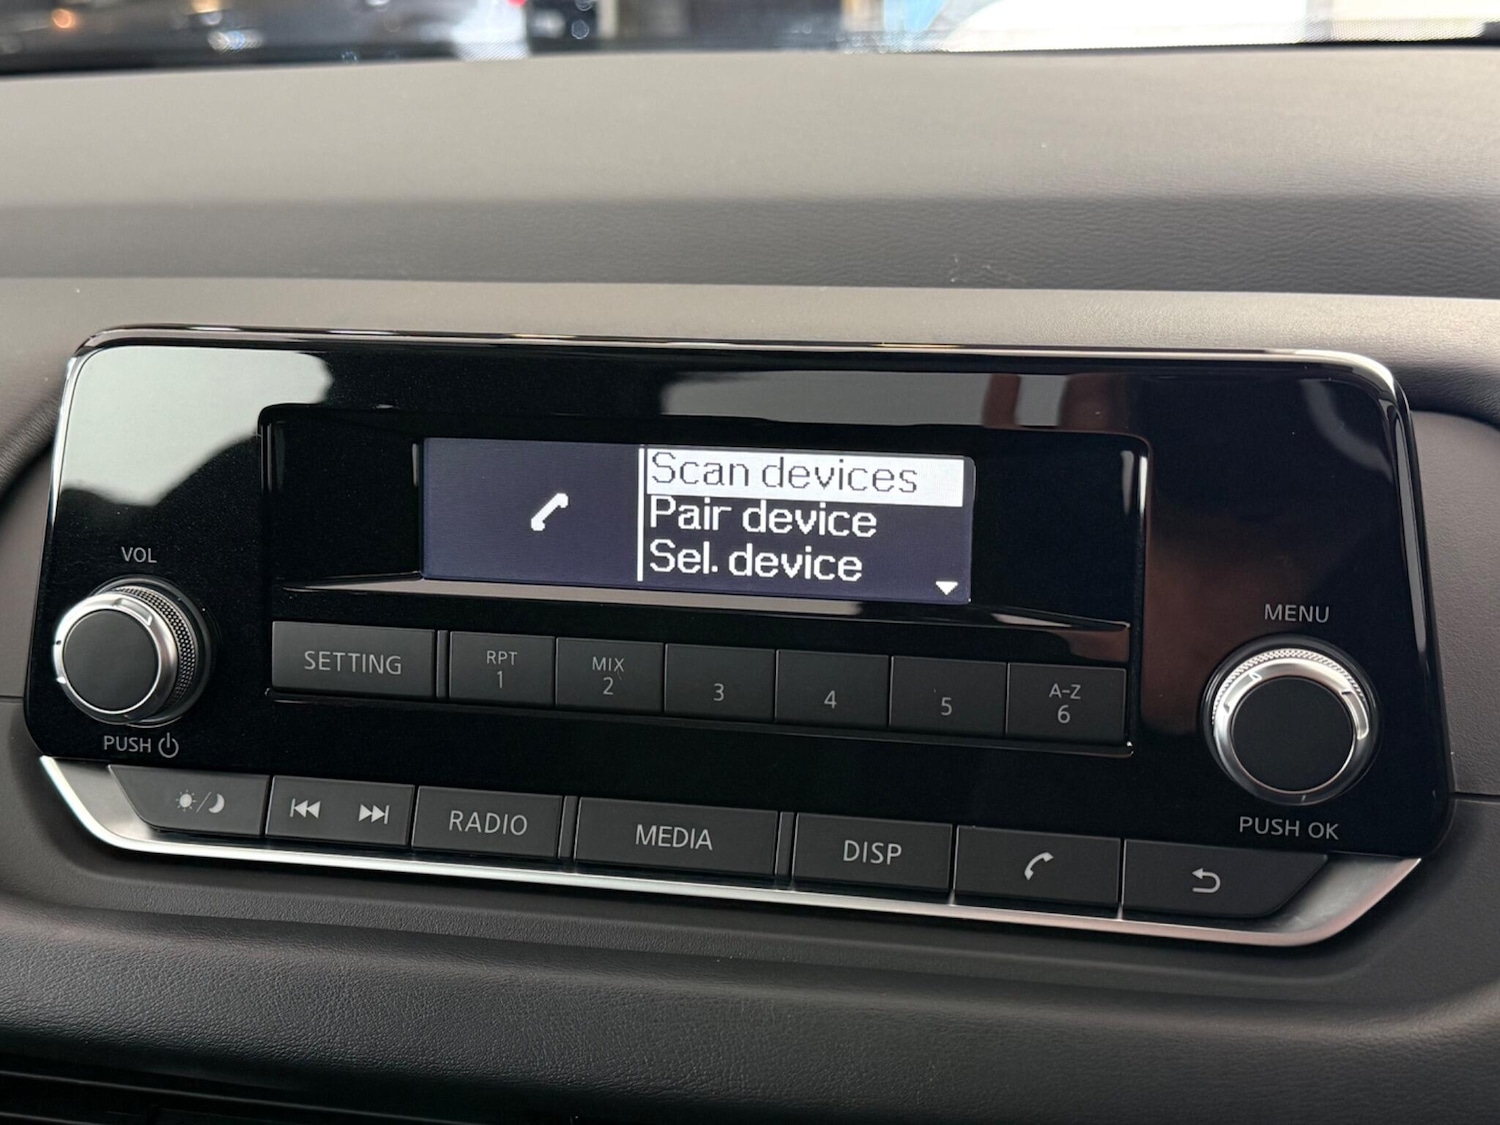 Scan devices
Pair device
Sel. device
VOL
PUSH
MENU
PUSH OK
SETTING
RPT
1
MIX
2
3
4
5
A-Z
6
RADIO
MEDIA
DISP